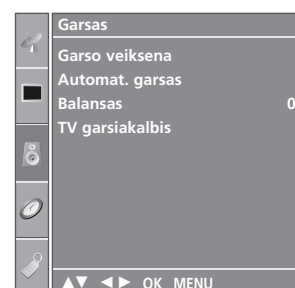 Garsas
Garso veiksena
Automat. garsas
Balansas 0
TV garsiakalbis
▲▼ ◄► OK MENU